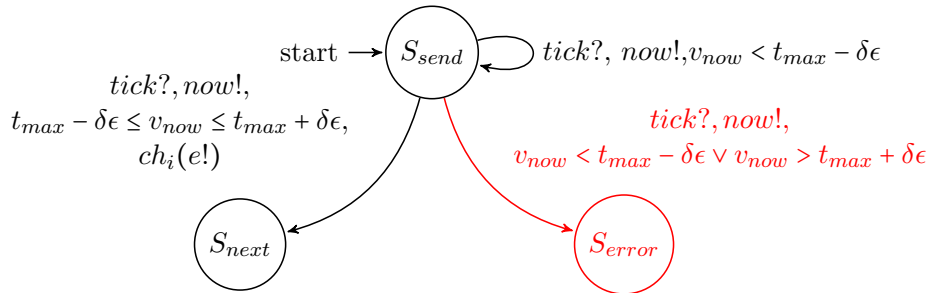 start
S_send
tick?, now!,v_now < t_max − δϵ
tick?, now!,
t_max − δϵ ≤ v_now ≤ t_max + δϵ,
ch_i(e!)
tick?, now!,
v_now < t_max − δϵ ∨ v_now > t_max + δϵ
S_next
S_error